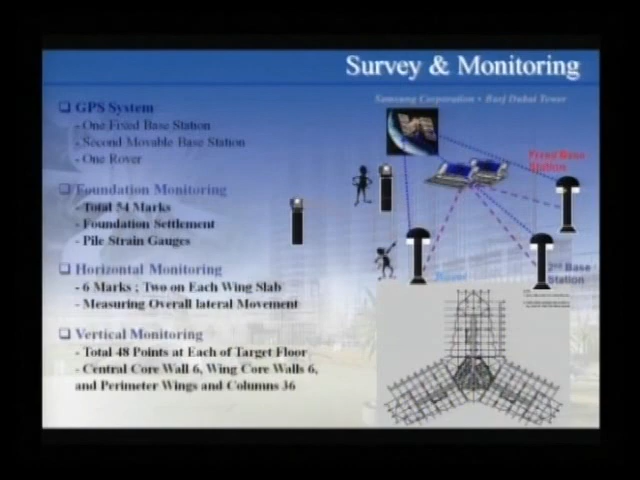 Survey & Monitoring
Samsung Corporation • Burj Dubai Tower
❑ GPS System
- One Fixed Base Station
- Second Movable Base Station
- One Rover
❑ Foundation Monitoring
- Total 54 Marks
- Foundation Settlement
- Pile Strain Gauges
❑ Horizontal Monitoring
- 6 Marks ; Two on Each Wing Slab
- Measuring Overall lateral Movement
❑ Vertical Monitoring
- Total 48 Points at Each of Target Floor
- Central Core Wall 6, Wing Core Walls 6,
and Perimeter Wings and Columns 36
Fixed Base
Station
Rover
2nd Base
Station